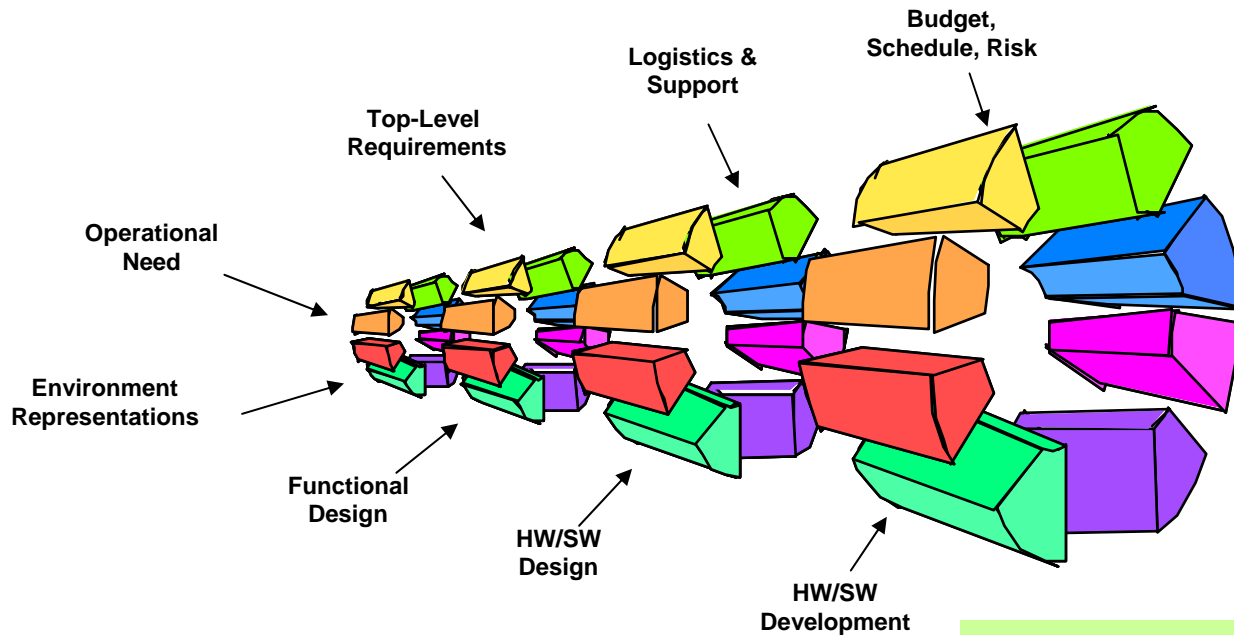 Budget,
Schedule, Risk
Logistics &
Support
Top-Level
Requirements
Operational
Need
Environment
Representations
Functional
Design
HW/SW
Design
HW/SW
Development